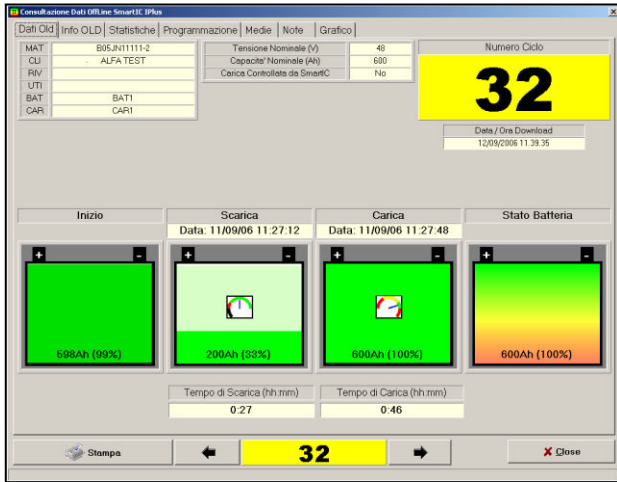 Consultazione Dati OffLine SmartIC IPlus
Dati Old Info OLD Statistiche Programmazione Medie Note Grafico
MAT B05JN11111-2
CLI ALFA TEST
RIV
UTI
BAT BAT1
CAR CAR1
Tensione Nominale (V) 48
Capacita' Nominale (Ah) 600
Carica Controllata da SmartIC No
Numero Ciclo
32
Data / Ora Download
12/09/2006 11.39.35
Inizio Scarica Carica Stato Batteria
Data: 11/09/06 11:27:12 Data: 11/09/06 11:27:48
+ - + - + - + -
598Ah (99%) 200Ah (33%) 600Ah (100%) 600Ah (100%)
Tempo di Scarica (hh:mm) Tempo di Carica (hh:mm)
0:27 0:46
Stampa 32 X Close